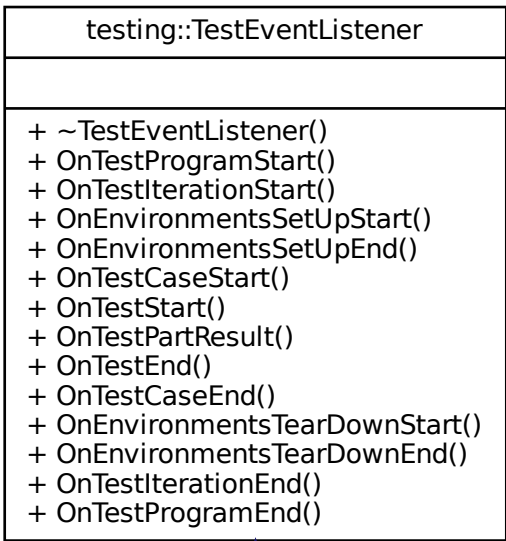 testing::TestEventListener
+ ~TestEventListener()
+ OnTestProgramStart()
+ OnTestIterationStart()
+ OnEnvironmentsSetUpStart()
+ OnEnvironmentsSetUpEnd()
+ OnTestCaseStart()
+ OnTestStart()
+ OnTestPartResult()
+ OnTestEnd()
+ OnTestCaseEnd()
+ OnEnvironmentsTearDownStart()
+ OnEnvironmentsTearDownEnd()
+ OnTestIterationEnd()
+ OnTestProgramEnd()